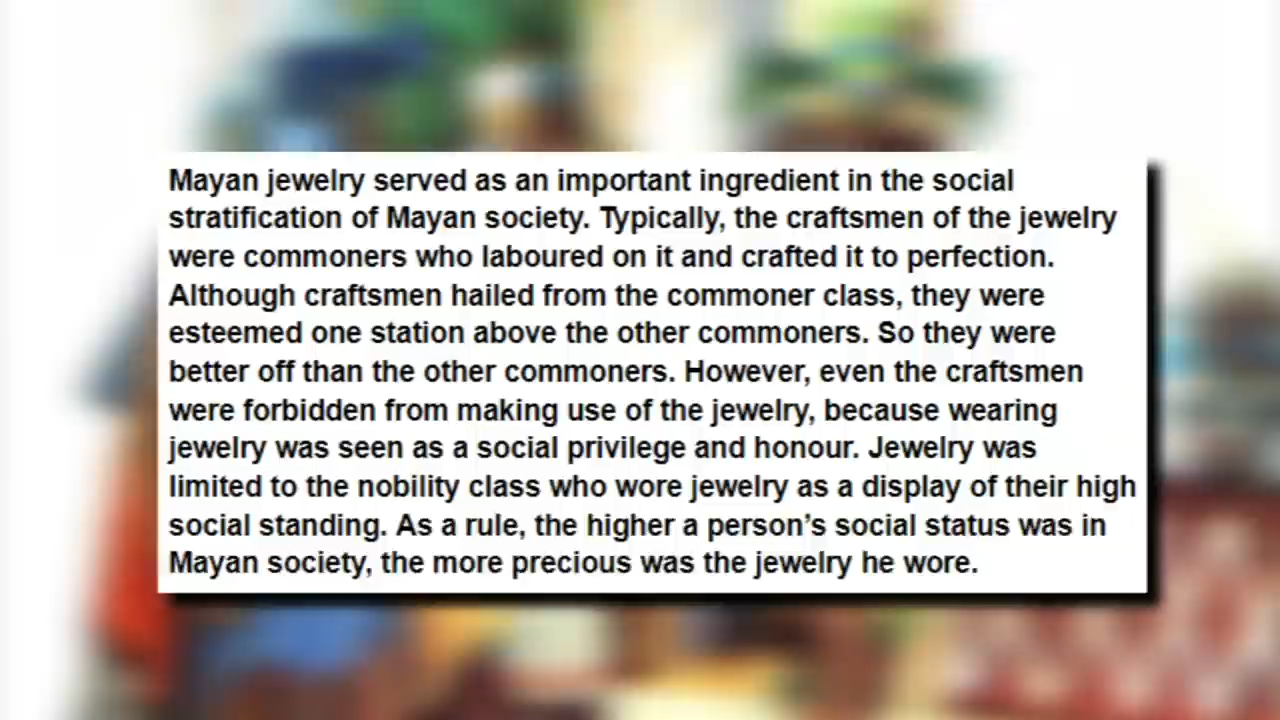 Mayan jewelry served as an important ingredient in the social
stratification of Mayan society. Typically, the craftsmen of the jewelry
were commoners who laboured on it and crafted it to perfection.
Although craftsmen hailed from the commoner class, they were
esteemed one station above the other commoners. So they were
better off than the other commoners. However, even the craftsmen
were forbidden from making use of the jewelry, because wearing
jewelry was seen as a social privilege and honour. Jewelry was
limited to the nobility class who wore jewelry as a display of their high
social standing. As a rule, the higher a person’s social status was in
Mayan society, the more precious was the jewelry he wore.